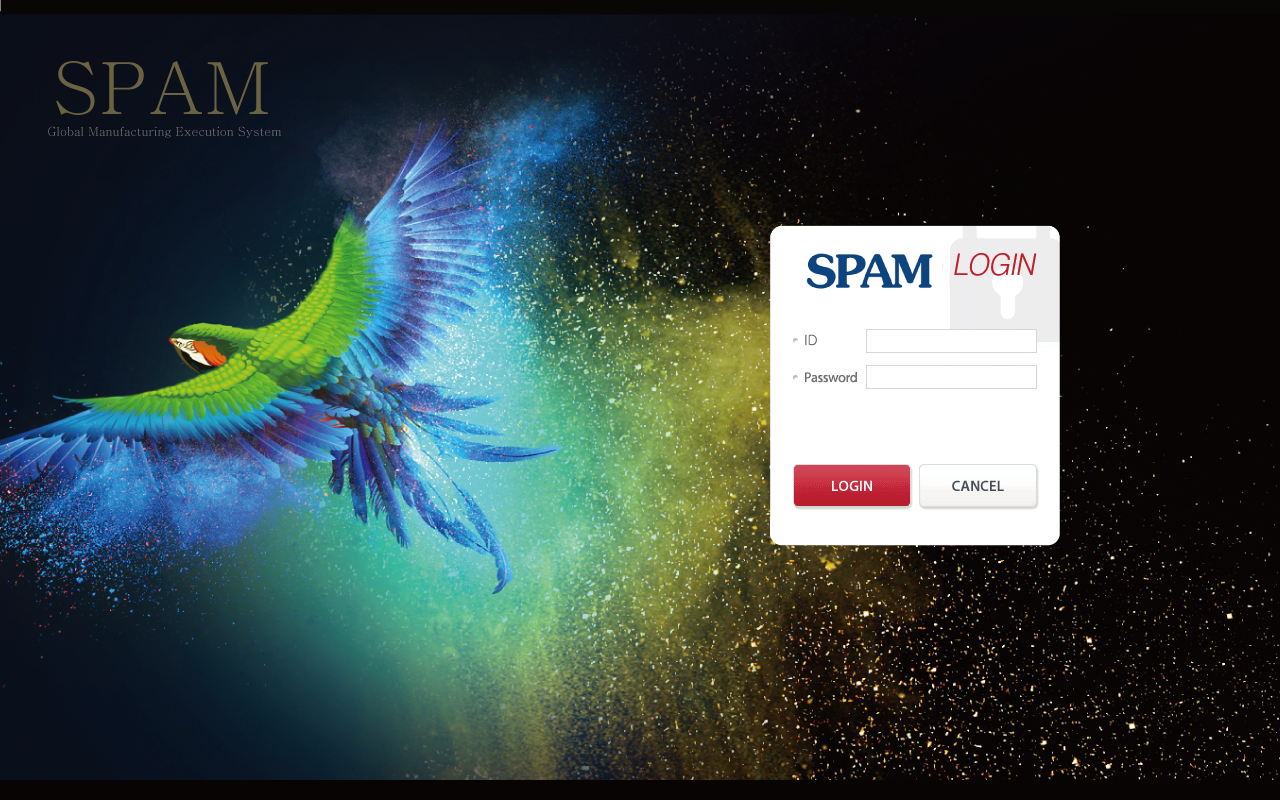 SPAM
Global Manufacturing Execution System
SPAM LOGIN
ID
Password
LOGIN CANCEL